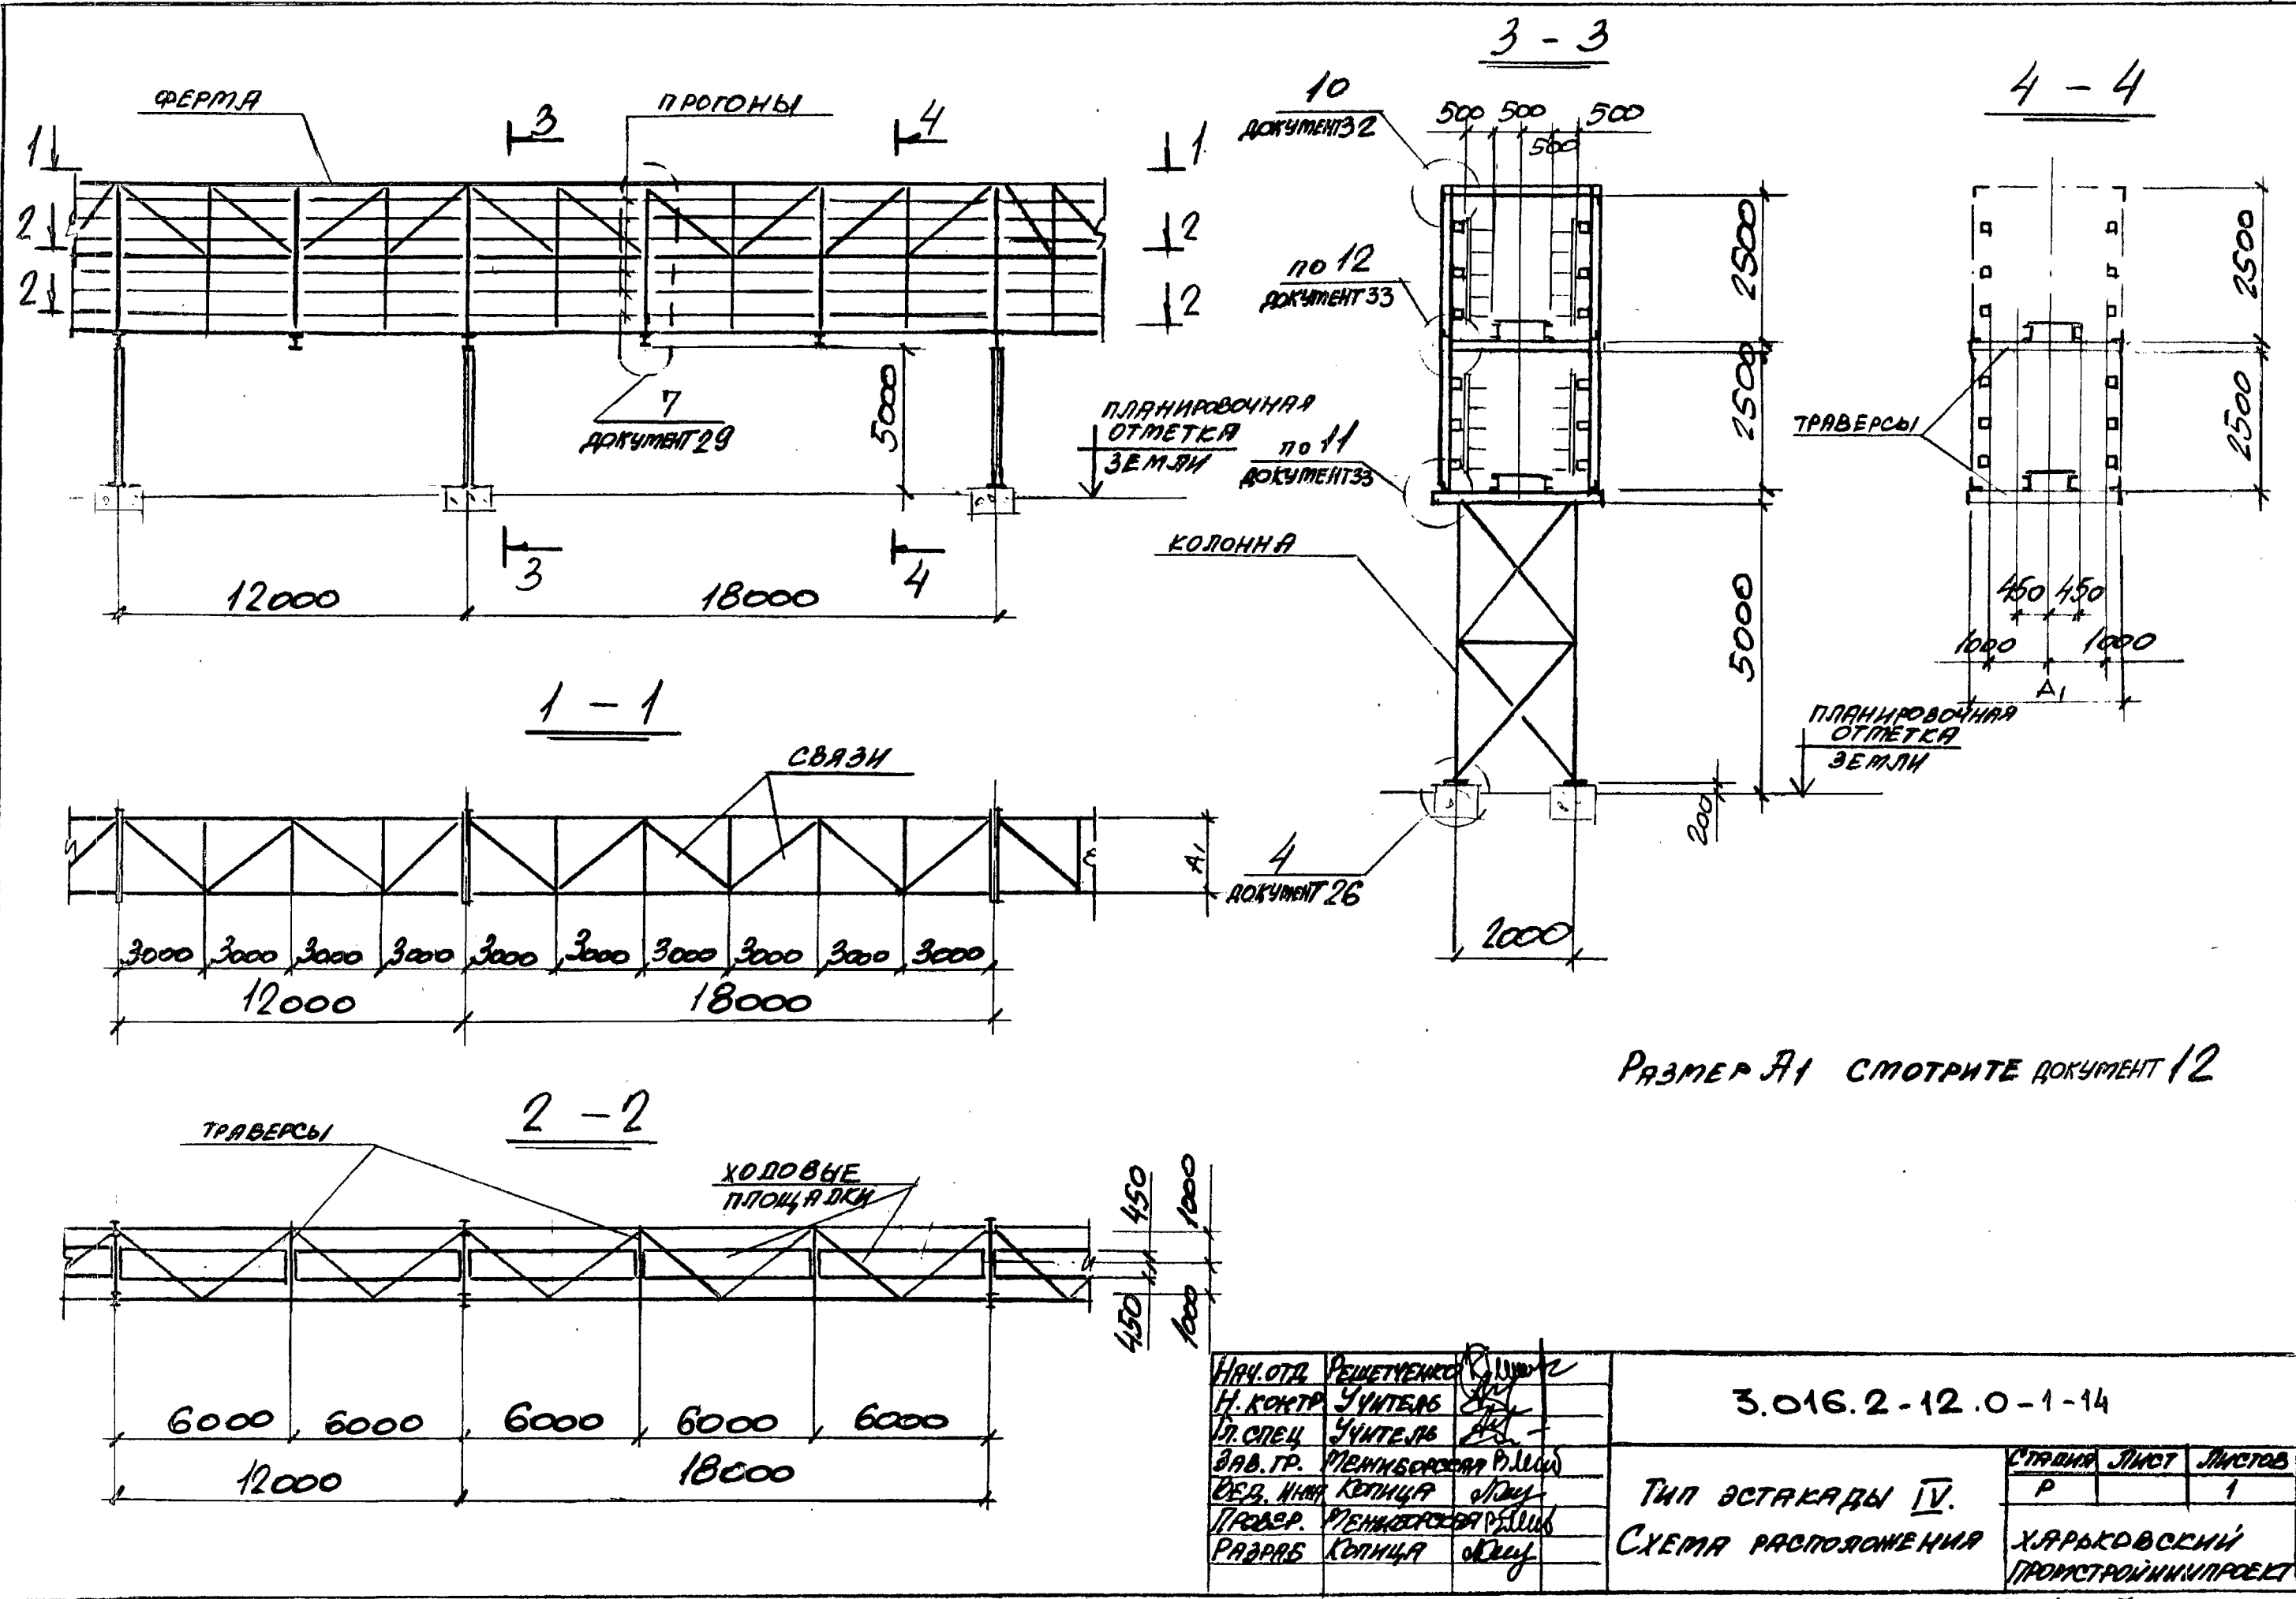 ФЕРМА
ПРОГОНЫ
3
4
1
1
2
2
2
2
7
ДОКУМЕНТ 29
5000
ПЛАНИРОВОЧНАЯ
ОТМЕТКА
ЗЕМЛИ
3
4
12000
18000
3 - 3
10
ДОКУМЕНТ 32
500
500
500
500
по 12
ДОКУМЕНТ 33
по 11
ДОКУМЕНТ 33
КОЛОННА
2500
2500
5000
200
ПЛАНИРОВОЧНАЯ
ОТМЕТКА
ЗЕМЛИ
4
ДОКУМЕНТ 26
2000
4 - 4
2500
2500
ТРАВЕРСЫ
450
450
1000
1000
А1
1 - 1
СВЯЗИ
А1
3000 3000 3000 3000 3000 3000 3000 3000 3000 3000
12000
18000
РАЗМЕР А1 СМОТРИТЕ ДОКУМЕНТ 12
2 - 2
ТРАВЕРСЫ
ХОДОВЫЕ
ПЛОЩАДКИ
450
1000
450
1000
6000 6000 6000 6000 6000
12000
18000
НАЧ. ОТД. РЕШЕТЧЕНКО
Н. КОНТР УЧИТЕЛЬ
ГЛ. СПЕЦ УЧИТЕЛЬ
ЗАВ. ГР. МЕЖИБОРСКАЯ
ВЕД. ИНЖ КОПИЦА
ПРОВЕР. МЕЖИБОРСКАЯ
РАЗРАБ КОПИЦА
3.016.2-12.0-1-14
ТИП ЭСТАКАДЫ IV.
СХЕМА РАСПОЛОЖЕНИЯ
СТАДИЯ ЛИСТ ЛИСТОВ
Р 1
ХАРЬКОВСКИЙ
ПРОМСТРОЙНИИПРОЕКТ